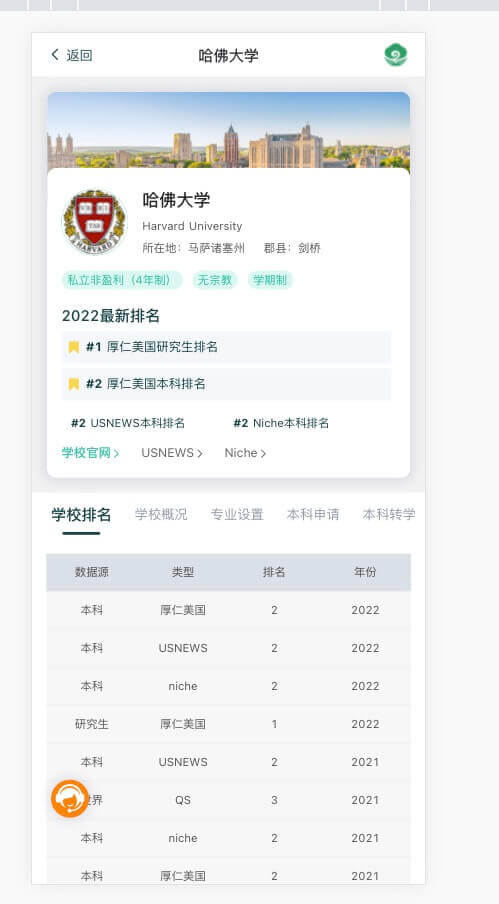 返回
哈佛大学
哈佛大学
Harvard University
所在地：马萨诸塞州 郡县：剑桥
HARVARD
私立非盈利（4年制） 无宗教 学期制
2022最新排名
#1 厚仁美国研究生排名
#2 厚仁美国本科排名
#2 USNEWS本科排名 #2 Niche本科排名
学校官网 USNEWS Niche
学校排名 学校概况 专业设置 本科申请 本科转学
数据源 类型 排名 年份
本科 厚仁美国 2 2022
本科 USNEWS 2 2022
本科 niche 2 2022
研究生 厚仁美国 1 2022
本科 USNEWS 2 2021
界 QS 3 2021
本科 niche 2 2021
本科 厚仁美国 2 2021